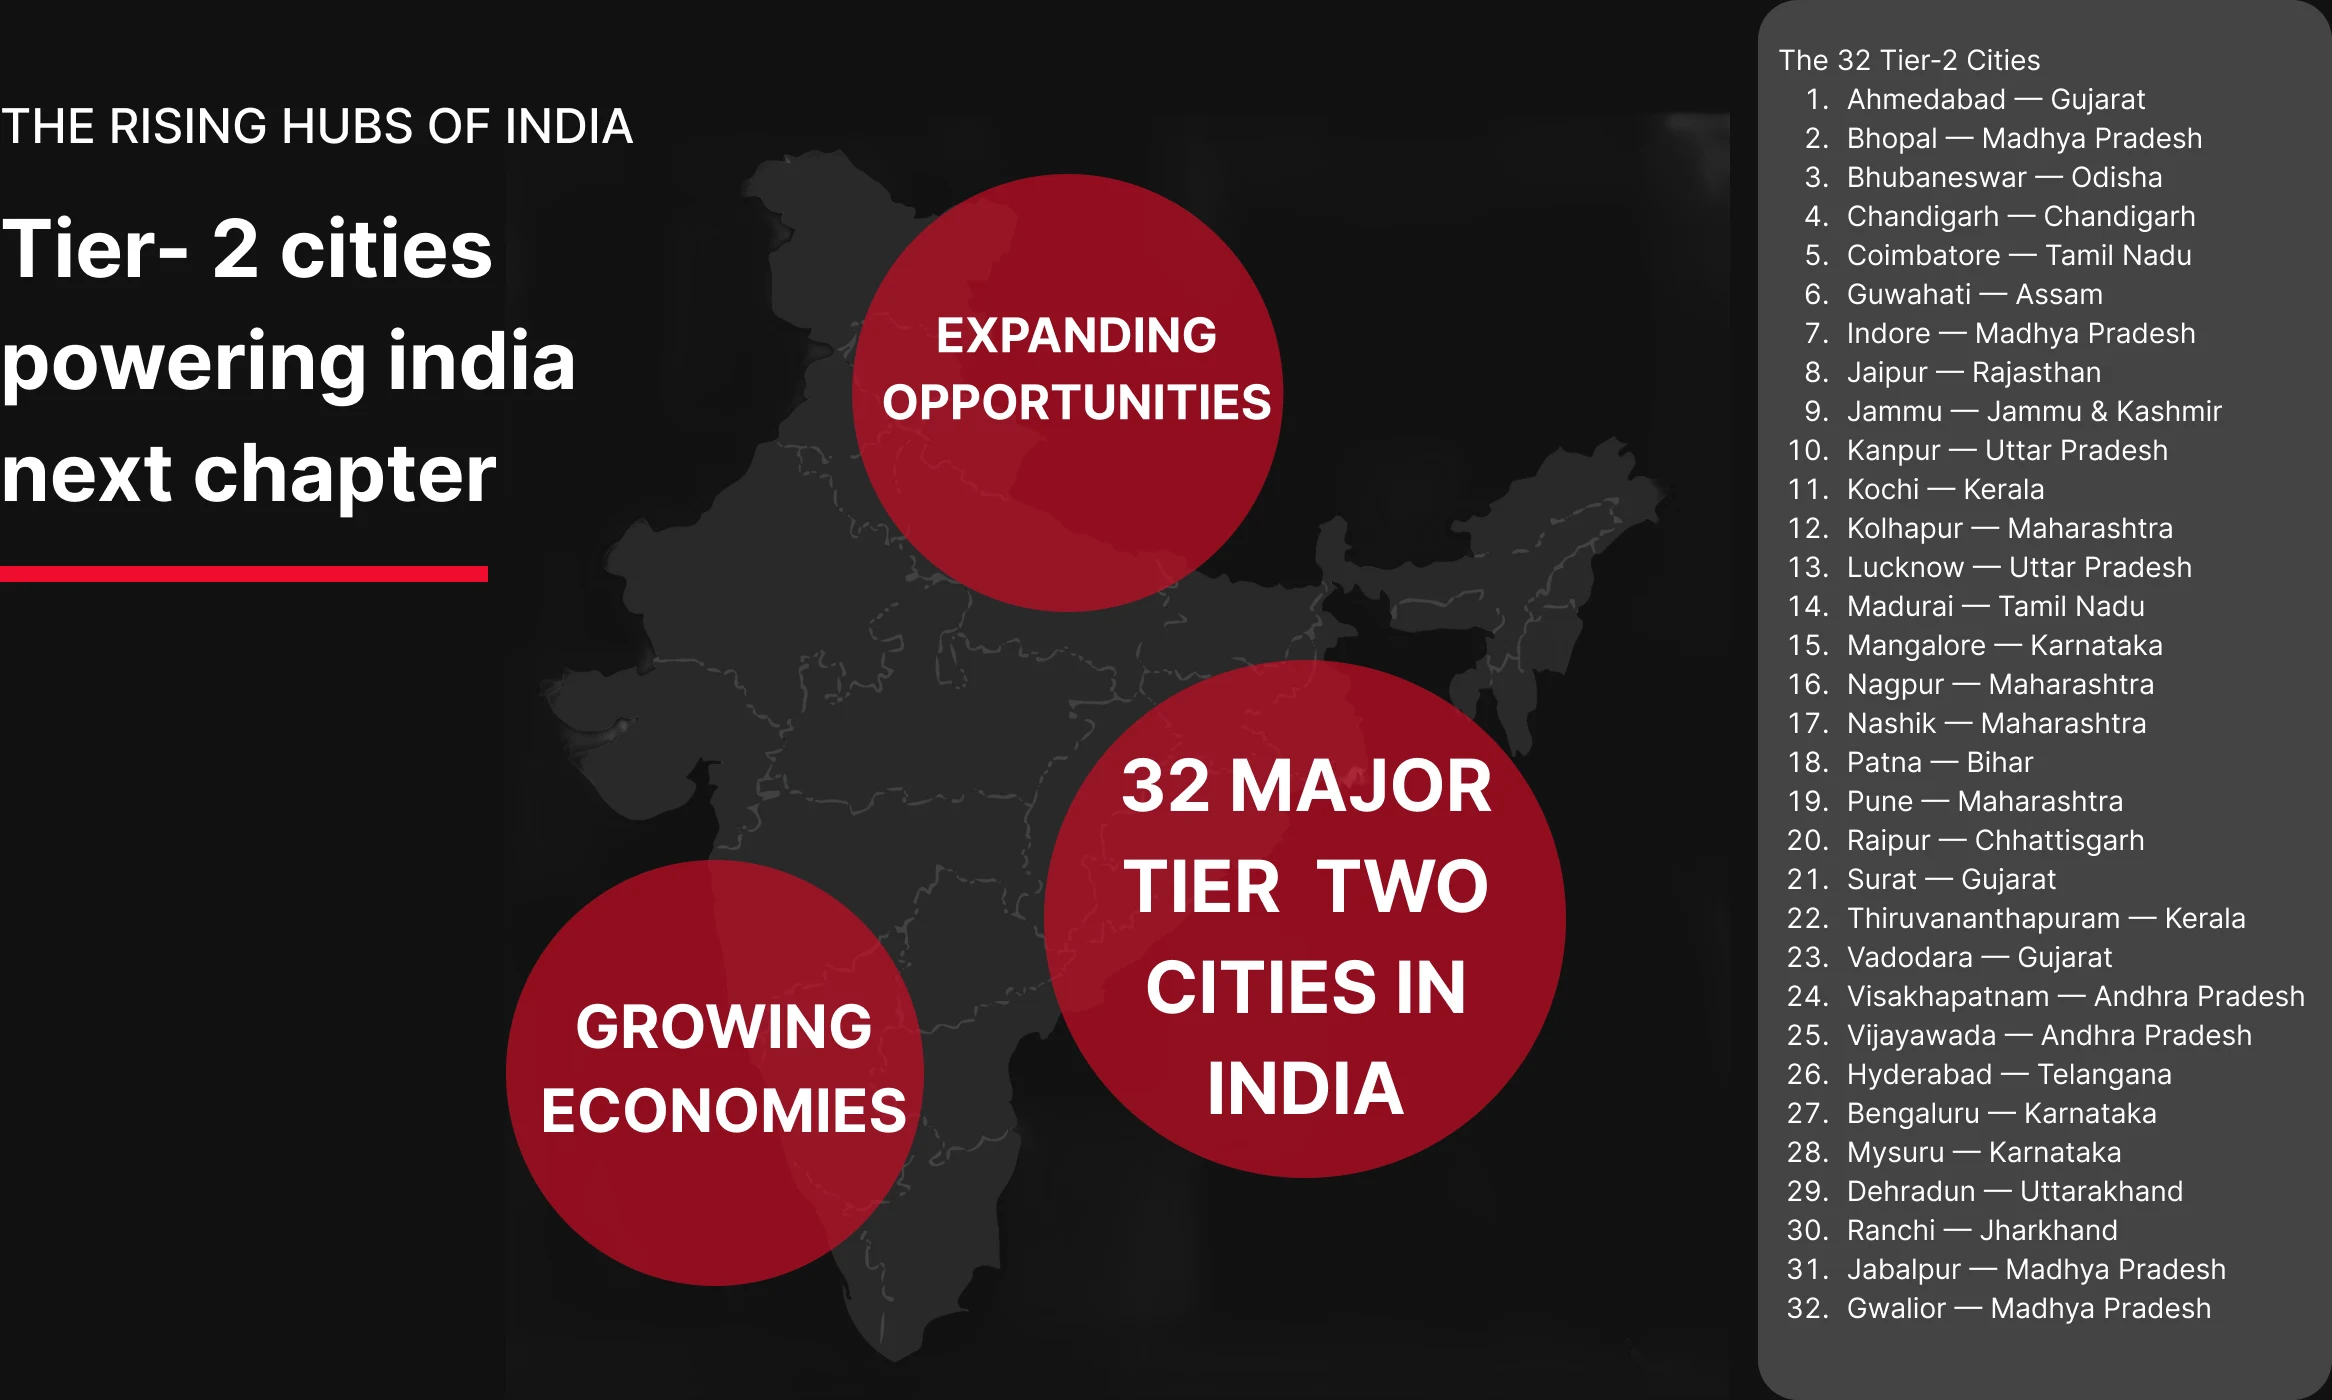 THE RISING HUBS OF INDIA
Tier- 2 cities
powering india
next chapter
EXPANDING
OPPORTUNITIES
32 MAJOR
TIER  TWO
CITIES IN
INDIA
GROWING
ECONOMIES
The 32 Tier-2 Cities
1. Ahmedabad — Gujarat
2. Bhopal — Madhya Pradesh
3. Bhubaneswar — Odisha
4. Chandigarh — Chandigarh
5. Coimbatore — Tamil Nadu
6. Guwahati — Assam
7. Indore — Madhya Pradesh
8. Jaipur — Rajasthan
9. Jammu — Jammu & Kashmir
10. Kanpur — Uttar Pradesh
11. Kochi — Kerala
12. Kolhapur — Maharashtra
13. Lucknow — Uttar Pradesh
14. Madurai — Tamil Nadu
15. Mangalore — Karnataka
16. Nagpur — Maharashtra
17. Nashik — Maharashtra
18. Patna — Bihar
19. Pune — Maharashtra
20. Raipur — Chhattisgarh
21. Surat — Gujarat
22. Thiruvananthapuram — Kerala
23. Vadodara — Gujarat
24. Visakhapatnam — Andhra Pradesh
25. Vijayawada — Andhra Pradesh
26. Hyderabad — Telangana
27. Bengaluru — Karnataka
28. Mysuru — Karnataka
29. Dehradun — Uttarakhand
30. Ranchi — Jharkhand
31. Jabalpur — Madhya Pradesh
32. Gwalior — Madhya Pradesh